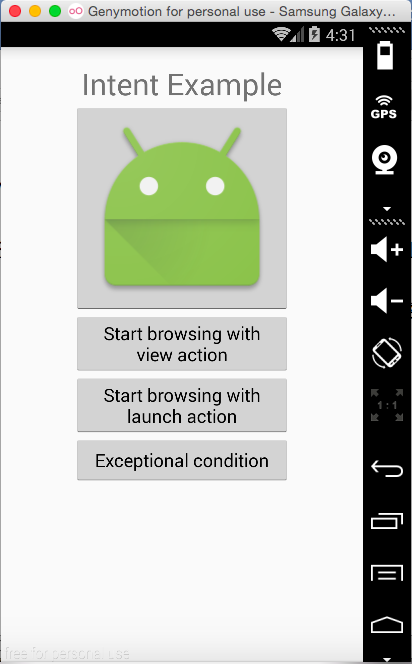 Genymotion for personal use - Samsung Galaxy...
4:31
Intent Example
GPS
Start browsing with
view action
Start browsing with
launch action
1:1
Exceptional condition
free for personal use